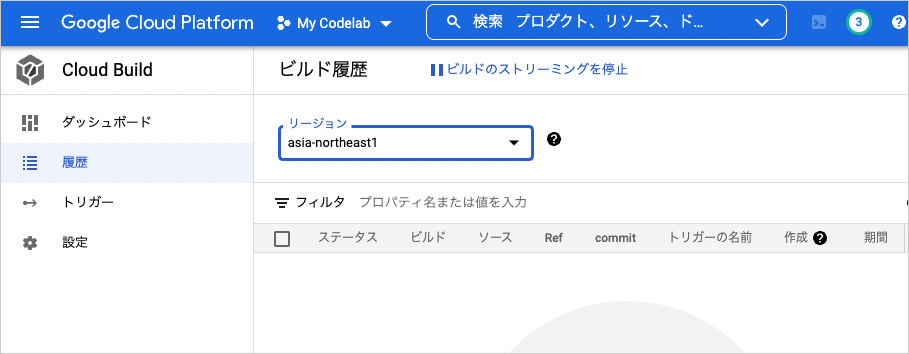 Google Cloud Platform My Codelab 検索 プロダクト、リソース、ド... 3 ?
Cloud Build
ビルド履歴 ビルドのストリーミングを停止
ダッシュボード
履歴
トリガー
設定
リージョン
asia-northeast1 ?
フィルタ プロパティ名または値を入力
ステータス ビルド ソース Ref commit トリガーの名前 作成 ? 期間